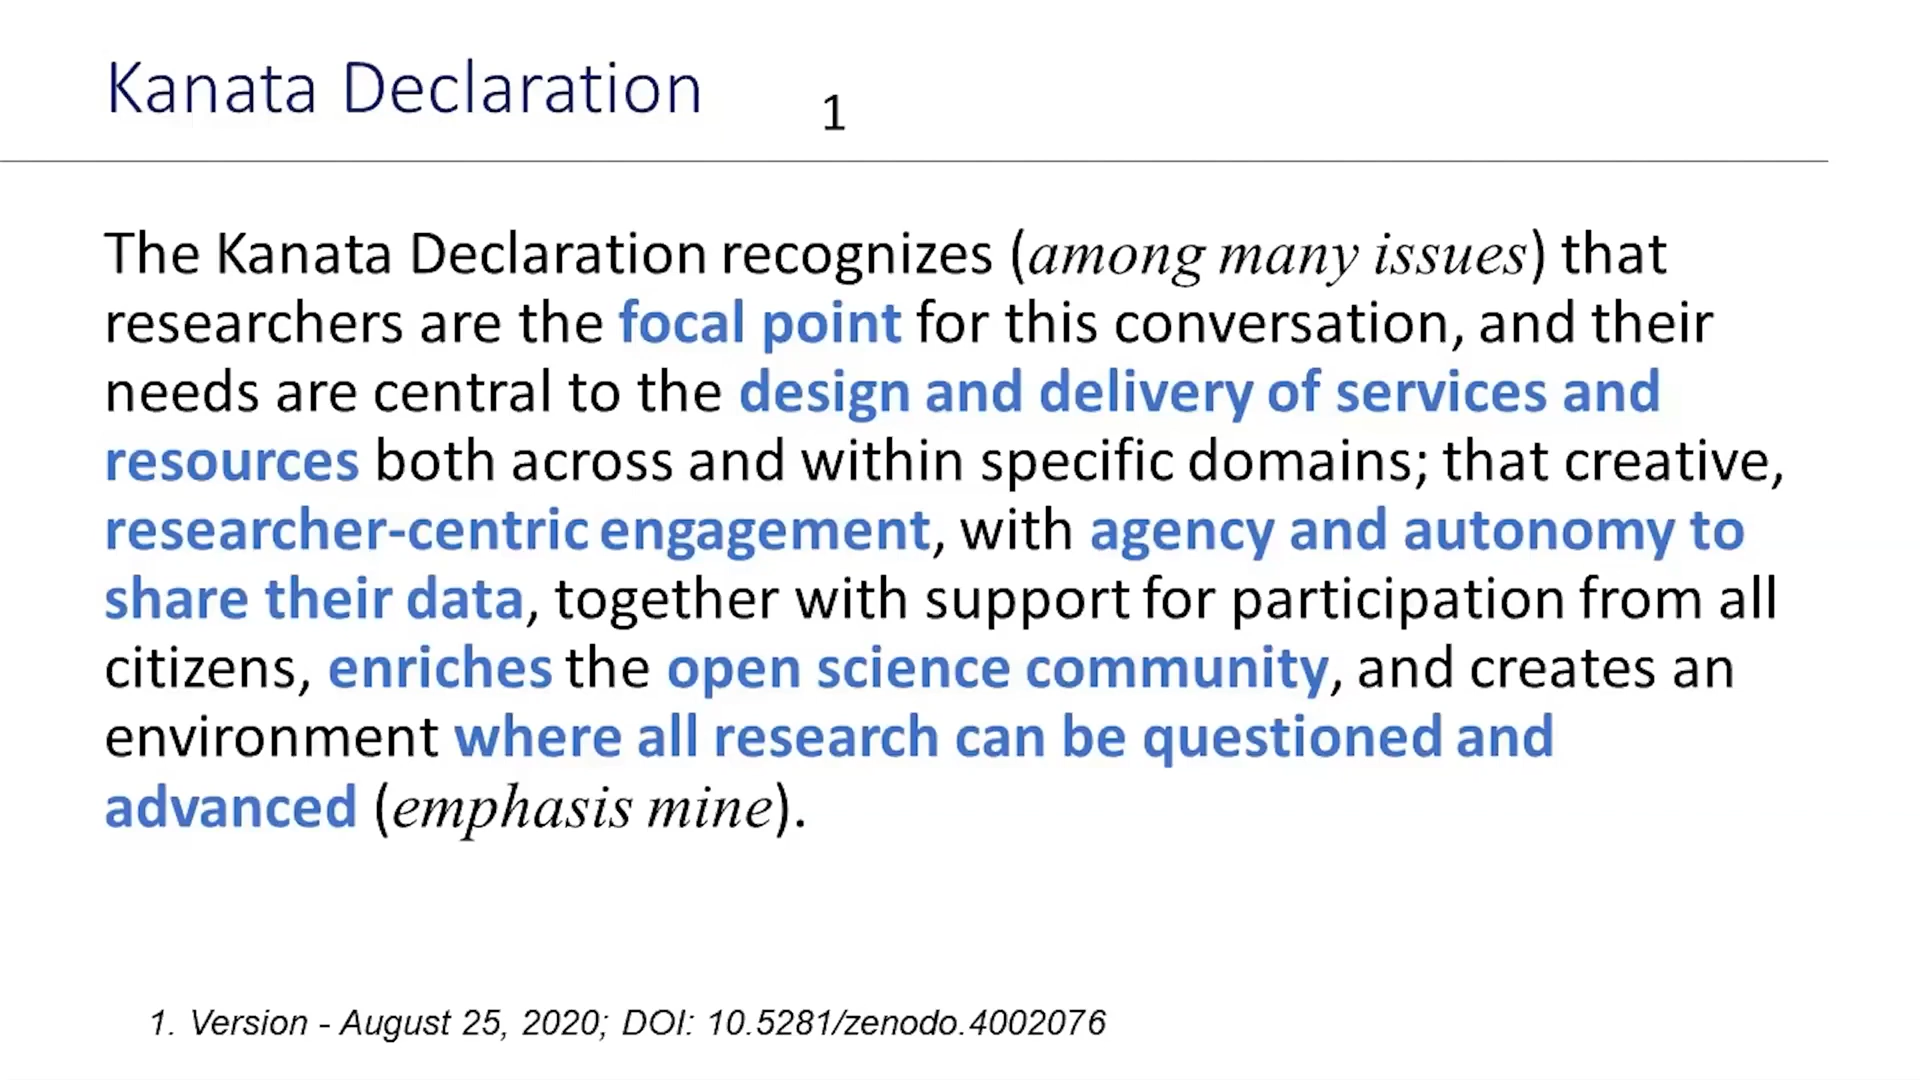 Kanata Declaration 1
The Kanata Declaration recognizes (among many issues) that
researchers are the focal point for this conversation, and their
needs are central to the design and delivery of services and
resources both across and within specific domains; that creative,
researcher-centric engagement, with agency and autonomy to
share their data, together with support for participation from all
citizens, enriches the open science community, and creates an
environment where all research can be questioned and
advanced (emphasis mine).
1. Version - August 25, 2020; DOI: 10.5281/zenodo.4002076